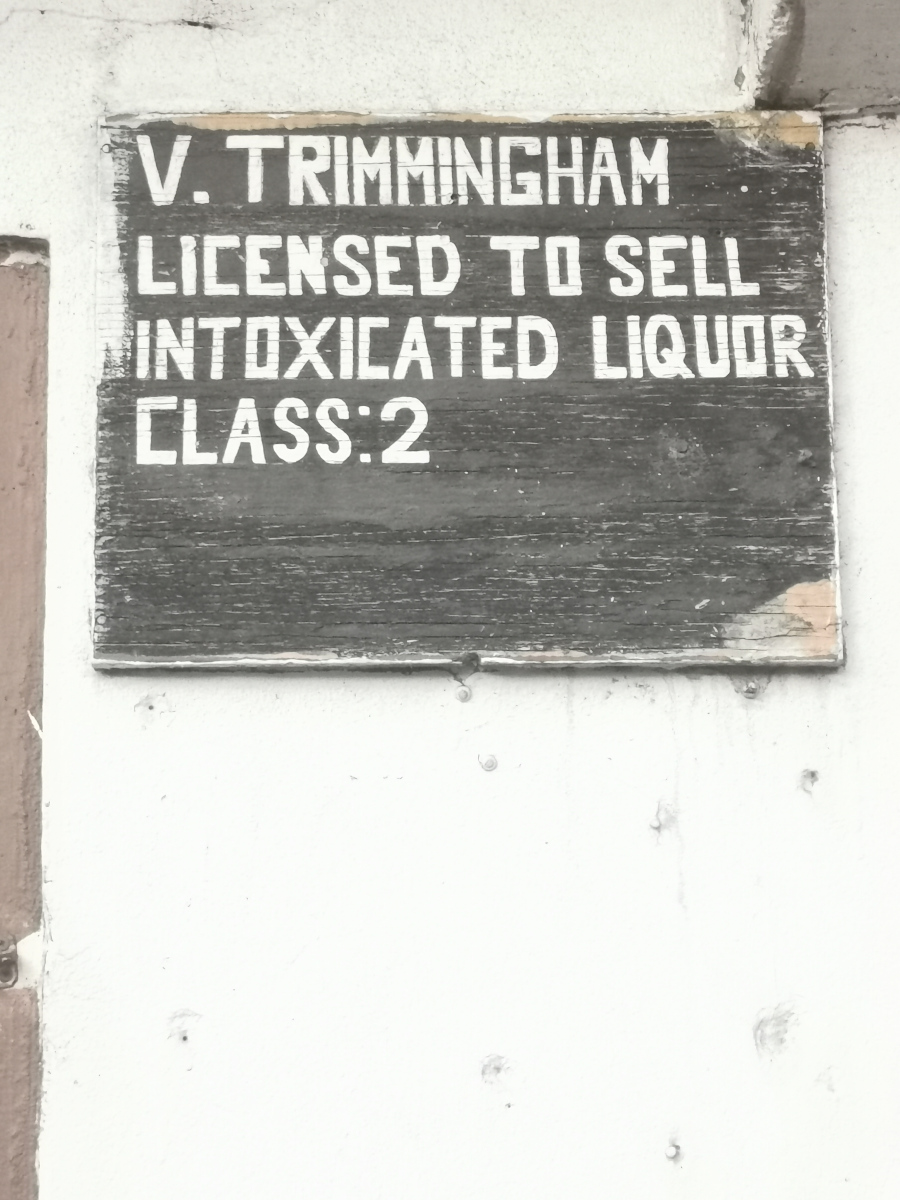 V. TRIMMINGHAM
LICENSED TO SELL
INTOXICATED LIQUOR
CLASS:2